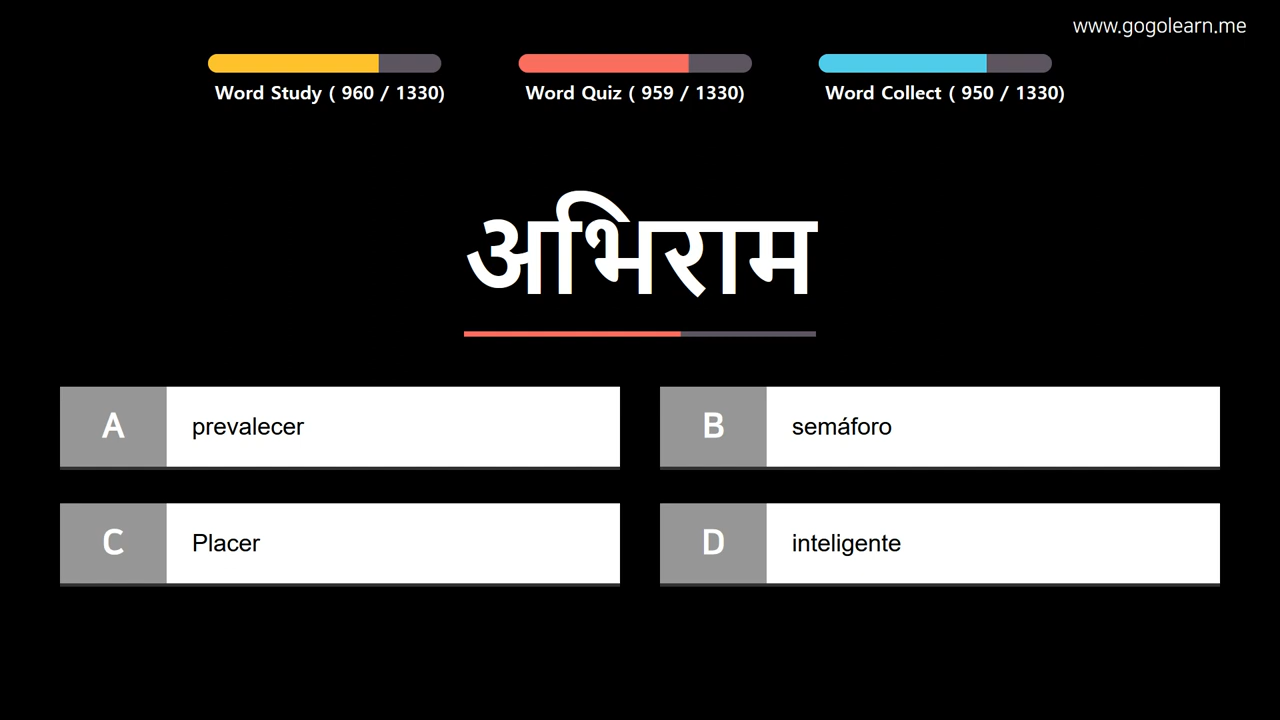 www.gogolearn.me
Word Study ( 960 / 1330)
Word Quiz ( 959 / 1330)
Word Collect ( 950 / 1330)
अभिराम
A prevalecer
B semáforo
C Placer
D inteligente